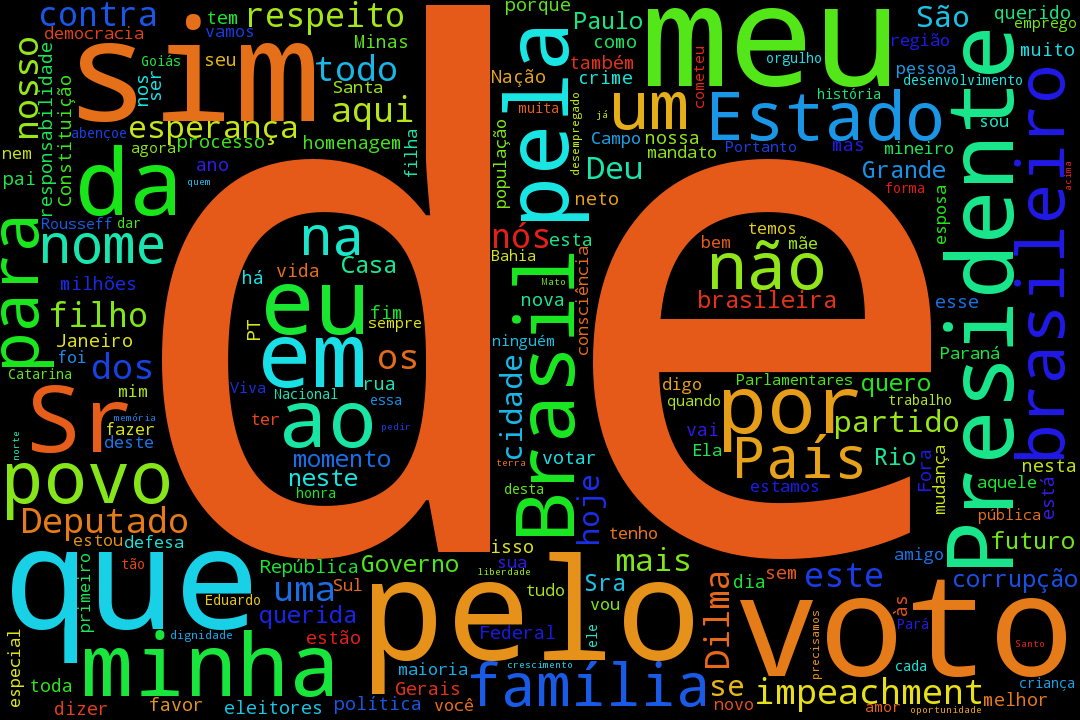 contra
tem
respeito
democracia
vamos
sim
Minas
nosso
responsabilidade
Constituição
Goiás
seu
todo
nos
ser
Santa
aqui
abençoe
esperança
agora
processo
homenagem
nem
pai
da
ano
quem
filha
Rousseff
dar
para
nome
milhões
filho
Janeiro
foi
dos
Catarina
de
na
há
vida
Casa
eu
fim
PT
sempre
em
os
Viva
Nacional
rua
essa
ter
ao
pedir
momento
neste
honra
Sr
mim
memória
fazer
deste
norte
povo
Deputado
estou
defesa
porque
Paulo
como
pela
também
Nação
crime
muita
desempregado
já
um
Campo
nossa
mandato
população
Deu
neto
cometeu
meu
orgulho
história
Estado
Portanto
mas
mineiro
Grande
forma
São
querido
emprego
região
muito
pessoa
desenvolvimento
sou
Presidente
brasileiro
acima
esposa
nós
esta
Bahia
Mato
nova
consciência
ninguém
Brasil
cidade
votar
terra
desta
hoje
tenho
temos
bem
mãe
não
brasileira
esse
Paraná
digo
Parlamentares
quero
quando
trabalho
por
partido
vai
Ela
País
Rio
estamos
Fora
mudança
nesta
aquele
está
pública
futuro
amigo
que
primeiro
tão
República
Governo
Eduardo
uma
Sul
querida
dignidade
estão
minha
especial
toda
dizer
favor
eleitores
política
isso
sua
liberdade
pelo
tudo
Federal
Sra
vou
ele
mais
maioria
crescimento
Gerais
você
família
Dilma
dia
sem
este
às
Pará
corrupção
voto
precisamos
Santo
cada
criança
se
novo
impeachment
amor
oportunidade
melhor